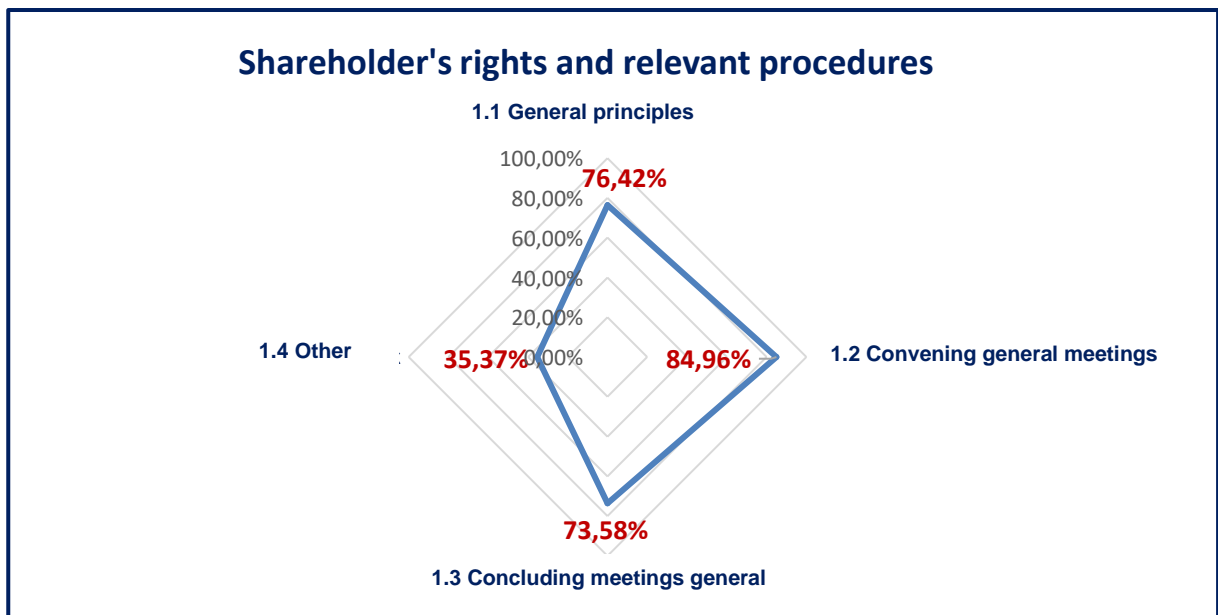 Shareholder's rights and relevant procedures
1.1 General principles
100,00%
76,42%
80,00%
60,00%
40,00%
20,00%
1.4 Other
35,37%
0,00%
84,96%
1.2 Convening general meetings
73,58%
1.3 Concluding meetings general